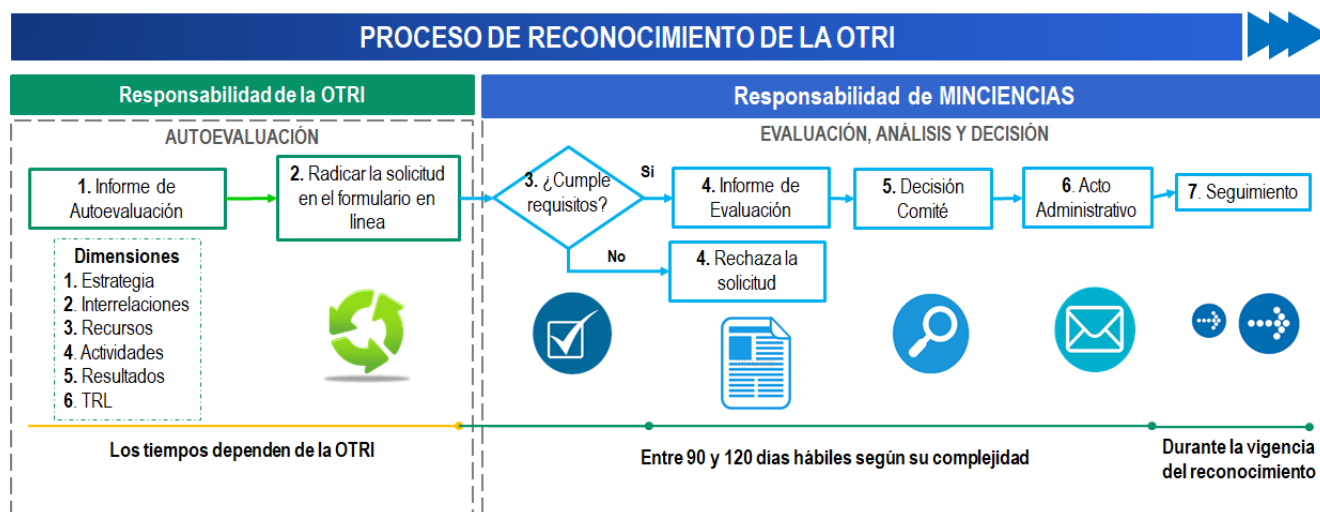 PROCESO DE RECONOCIMIENTO DE LA OTRI
Responsabilidad de la OTRI
Responsabilidad de MINCIENCIAS
AUTOEVALUACIÓN
EVALUACIÓN, ANÁLISIS Y DECISIÓN
1. Informe de
Autoevaluación
2. Radicar la solicitud
en el formulario en
línea
3. ¿Cumple
requisitos?
Si
4. Informe de
Evaluación
5. Decisión
Comité
6. Acto
Administrativo
7. Seguimiento
No
4. Rechaza la
solicitud
Dimensiones
1. Estrategia
2. Interrelaciones
3. Recursos
4. Actividades
5. Resultados
6. TRL
Los tiempos dependen de la OTRI
Entre 90 y 120 días hábiles según su complejidad
Durante la vigencia
del reconocimiento